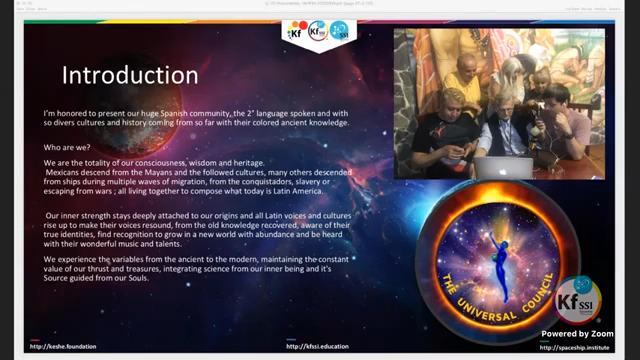 Kf
Kf SSI
SSI
Introduction
I'm honored to present our huge Spanish community, the 2° language spoken and with
so divers cultures and history coming from so far with their colored ancient knowledge.
Who are we?
We are the totality of our consciousness, wisdom and heritage.
Mexicans descend from the Mayans and the followed cultures, many others descended
from ships during multiple waves of migration, from the conquistadors, slavery or
escaping from wars ; all living together to compose what today is Latin America.
Our inner strength stays deeply attached to our origins and all Latin voices and cultures
rise up to make their voices resound, from the old knowledge recovered, aware of their
true identities, find recognition to grow in a new world with abundance and be heard
with their wonderful music and talents.
We experience the variables from the ancient to the modern, maintaining the constant
value of our thrust and treasures, integrating science from our inner being and it's
Source guided from our Souls.
THE UNIVERSAL COUNCIL
Kf SSI
Powered by Zoom
http://keshe.foundation
http://kfssi.education
http://spaceship.institute